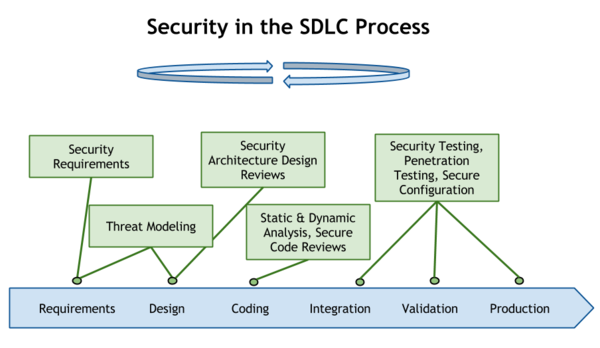 Security in the SDLC Process
Security
Requirements
Security
Architecture Design
Reviews
Security Testing,
Penetration
Testing, Secure
Configuration
Threat Modeling
Static & Dynamic
Analysis, Secure
Code Reviews
Requirements Design Coding Integration Validation Production